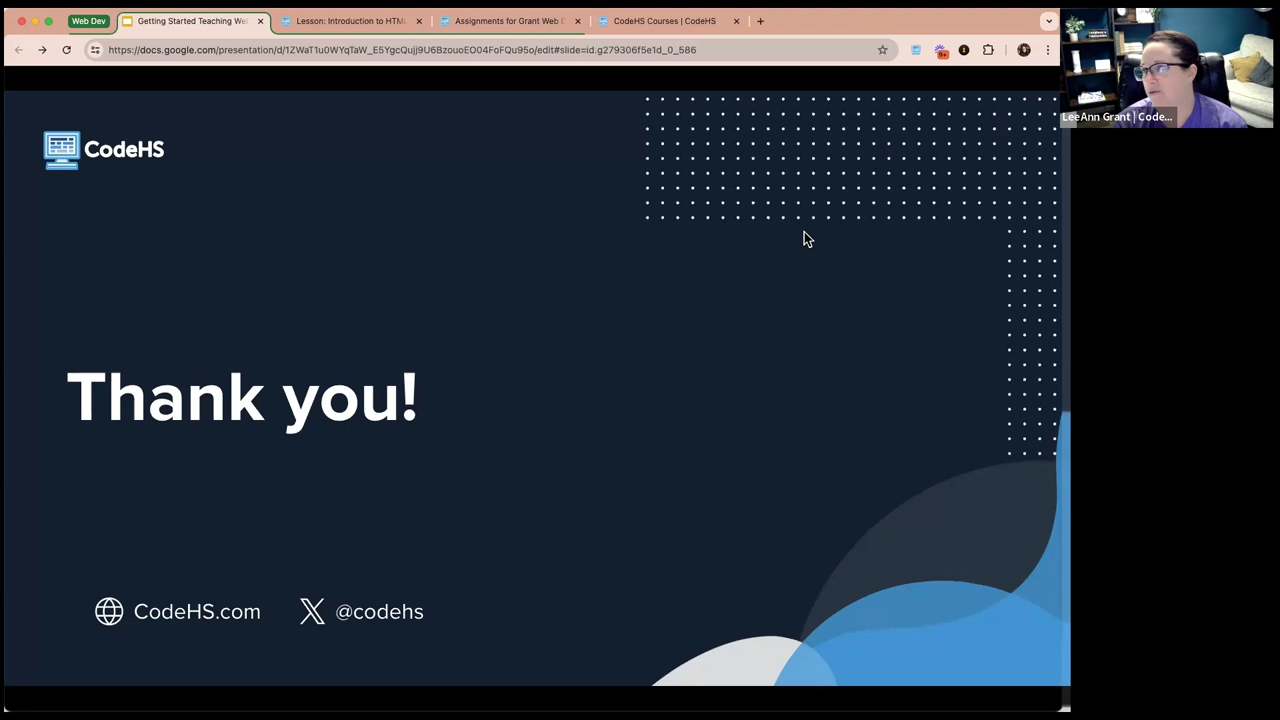 Web Dev
Getting Started Teaching We
Lesson: Introduction to HTM
Assignments for Grant Web D
CodeHS Courses | CodeHS
https://docs.google.com/presentation/d/1ZWaT1u0WYqTaW_E5YgcQujj9U6BzouoEO04FoFQu95o/edit#slide=id.g279306f5e1d_0_586
9+
LeeAnn Grant | Code...
CodeHS
Thank you!
CodeHS.com
@codehs